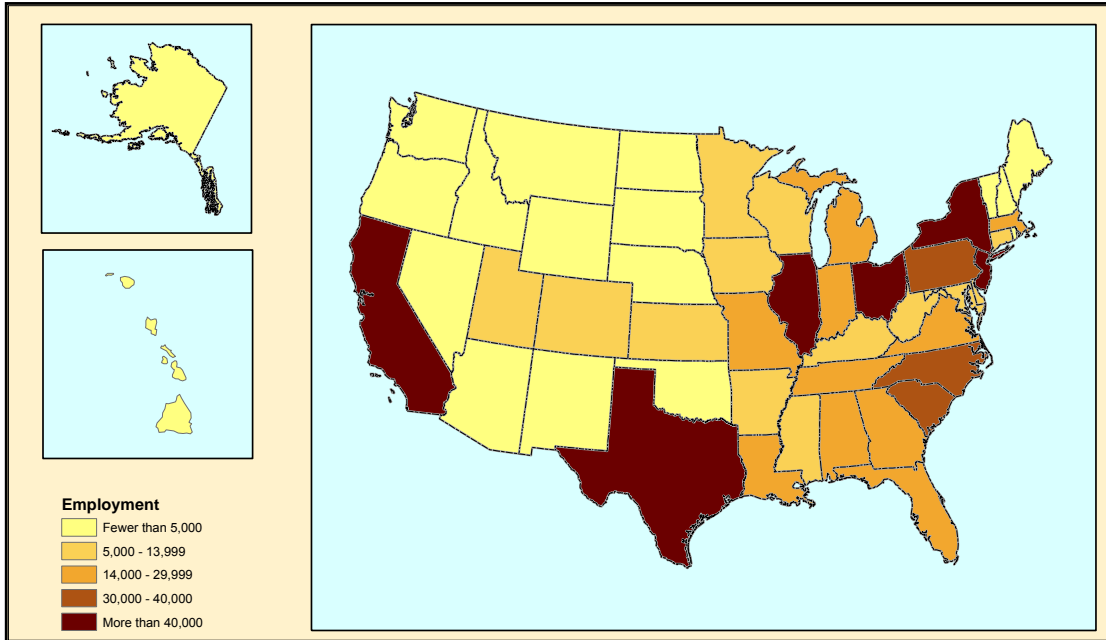 Employment
Fewer than 5,000
5,000 - 13,999
14,000 - 29,999
30,000 - 40,000
More than 40,000